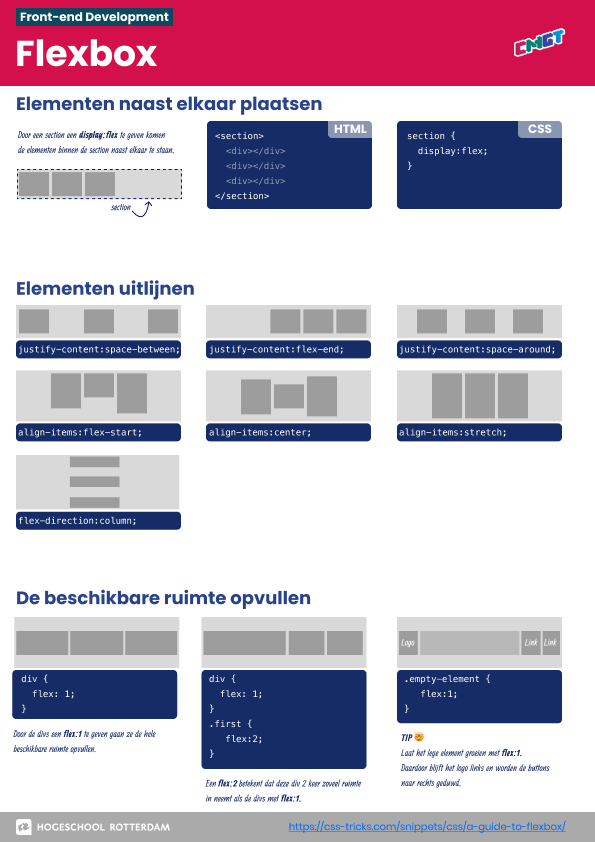 Front-end Development
Flexbox
CMGT
Elementen naast elkaar plaatsen
Door een section een display:flex te geven komen
de elementen binnen de section naast elkaar te staan.
section
HTML
<section>
<div></div>
<div></div>
<div></div>
</section>
CSS
section {
display:flex;
}
Elementen uitlijnen
justify-content:space-between;
justify-content:flex-end;
justify-content:space-around;
align-items:flex-start;
align-items:center;
align-items:stretch;
flex-direction:column;
De beschikbare ruimte opvullen
div {
flex: 1;
}
Door de divs een flex:1 te geven gaan ze de hele
beschikbare ruimte opvullen.
div {
flex: 1;
}
.first {
flex:2;
}
Een flex:2 betekent dat deze div 2 keer zoveel ruimte
in neemt als de divs met flex:1.
Logo
Link
Link
.empty-element {
flex:1;
}
TIP 🤯
Laat het lege element groeien met flex:1.
Daardoor blijft het logo links en worden de buttons
naar rechts geduwd.
HOGESCHOOL ROTTERDAM
https://css-tricks.com/snippets/css/a-guide-to-flexbox/